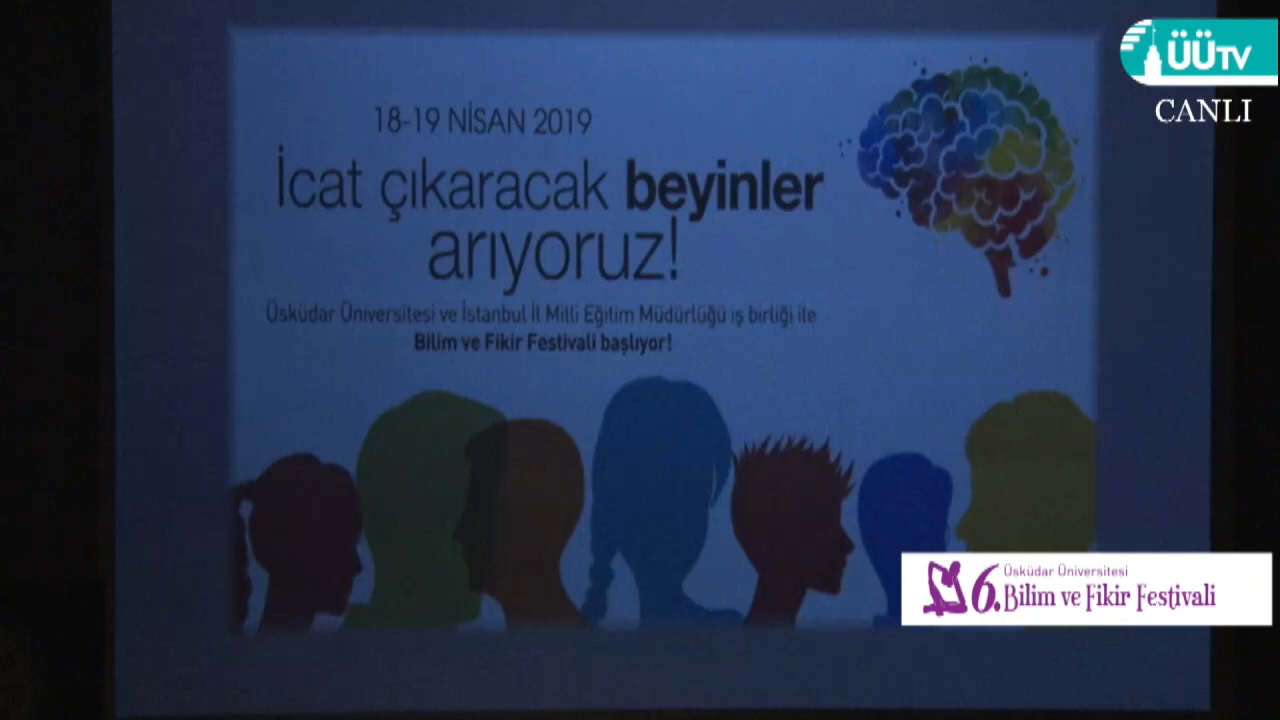 ÜÜTV
CANLI
18-19 NİSAN 2019
İcat çıkaracak beyinler
arıyoruz!
Üsküdar Üniversitesi ve İstanbul İl Milli Eğitim Müdürlüğü iş birliği ile
Bilim ve Fikir Festivali başlıyor!
Üsküdar Üniversitesi
6. Bilim ve Fikir Festivali